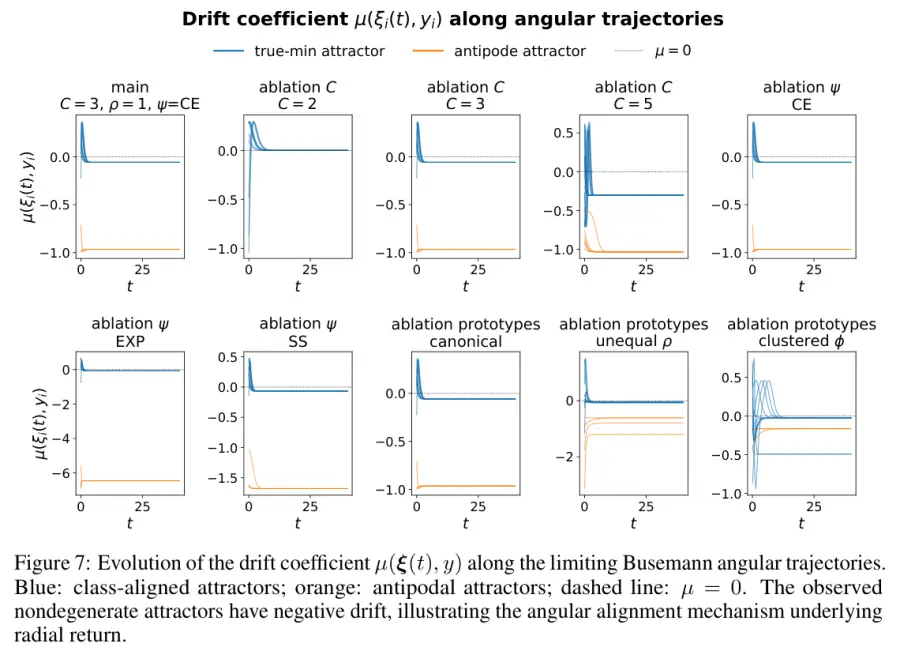 Drift coefficient μ(ξᵢ(t), yᵢ) along angular trajectories
true-min attractor antipode attractor μ = 0
main
C = 3, ρ = 1, ψ=CE
ablation C
C = 2
ablation C
C = 3
ablation C
C = 5
ablation ψ
CE
μ(ξᵢ(t), yᵢ)
0.0
−0.5
−1.0
0 25
t
0.0
−0.5
−1.0
0 25
t
0.0
−0.5
−1.0
0 25
t
0.5
0.0
−0.5
−1.0
0 25
t
0.0
−0.5
−1.0
0 25
t
ablation ψ
EXP
ablation ψ
SS
ablation prototypes
canonical
ablation prototypes
unequal ρ
ablation prototypes
clustered ϕ
μ(ξᵢ(t), yᵢ)
0
−2
−4
−6
0 25
t
0.5
0.0
−0.5
−1.0
−1.5
0 25
t
0.0
−0.5
−1.0
0 25
t
0
−2
0 25
t
0.5
0.0
−0.5
−1.0
0 25
t
Figure 7: Evolution of the drift coefficient μ(ξ(t), y) along the limiting Busemann angular trajectories.
Blue: class-aligned attractors; orange: antipodal attractors; dashed line: μ = 0. The observed
nondegenerate attractors have negative drift, illustrating the angular alignment mechanism underlying
radial return.